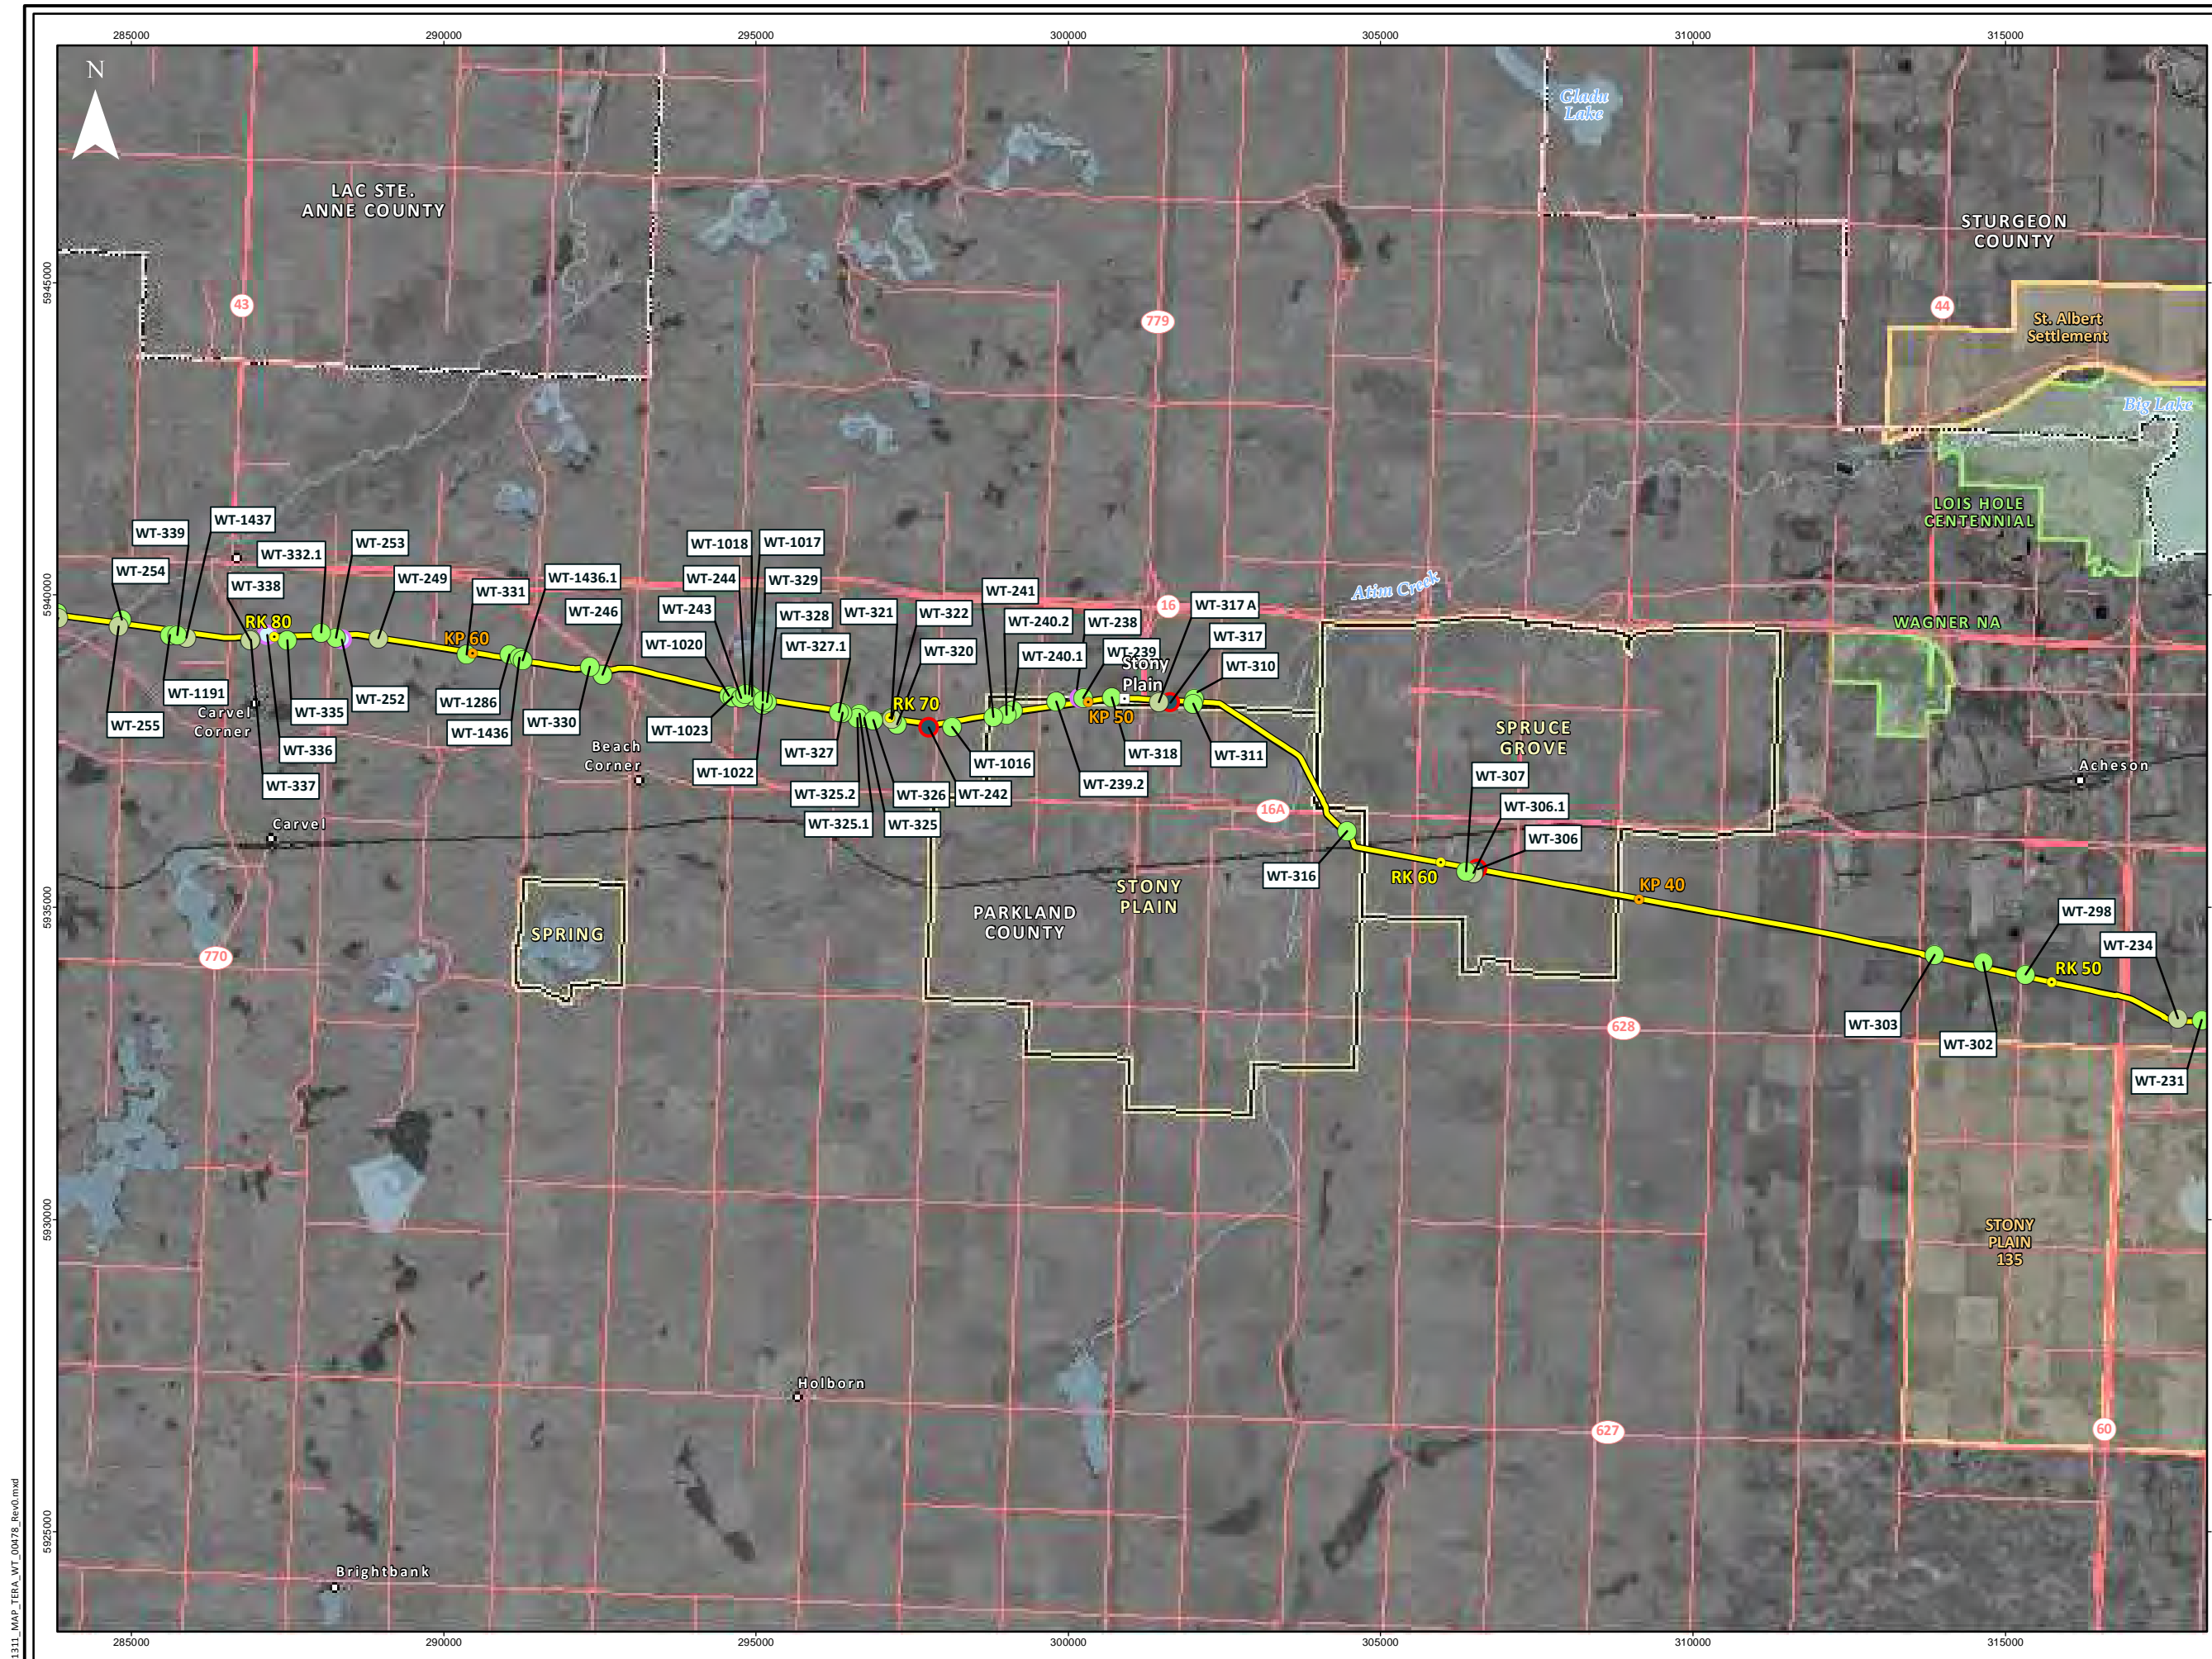 285000
290000
295000
300000
305000
310000
315000
N
Gladu
Lake
LAC STE.
ANNE COUNTY
STURGEON
COUNTY
5945000
43
779
44
St. Albert
Settlement
Big Lake
LOIS HOLE
CENTENNIAL
WT-1437
WT-339
WT-332.1
WT-253
WT-1018
WT-1017
WT-254
WT-338
WT-249
WT-331
WT-1436.1
WT-244
WT-329
WT-241
Atim Creek
5940000
WT-246
WT-243
WT-328
WT-321
WT-322
WT-240.2
WT-238
16
WT-317 A
RK 80
KP 60
WT-1020
WT-327.1
WT-320
WT-240.1
WT-239
WT-317
WAGNER NA
Stony
Plain
WT-310
WT-1191
WT-255
Carvel
Corner
WT-335
WT-252
WT-1286
WT-330
RK 70
KP 50
WT-336
WT-1436
WT-1023
WT-327
WT-318
WT-311
SPRUCE
GROVE
WT-337
Beach
Corner
WT-1022
WT-1016
WT-239.2
WT-307
Acheson
WT-325.2
WT-326
WT-242
WT-306.1
16A
Carvel
WT-325.1
WT-325
WT-306
WT-316
RK 60
KP 40
STONY
PLAIN
5935000
PARKLAND
COUNTY
SPRING
WT-298
WT-234
770
RK 50
628
WT-303
WT-302
WT-231
5930000
STONY
PLAIN
135
Holborn
627
60
5925000
Brightbank
1311_MAP_TERA_WT_00478_Rev0.mxd
285000
290000
295000
300000
305000
310000
315000